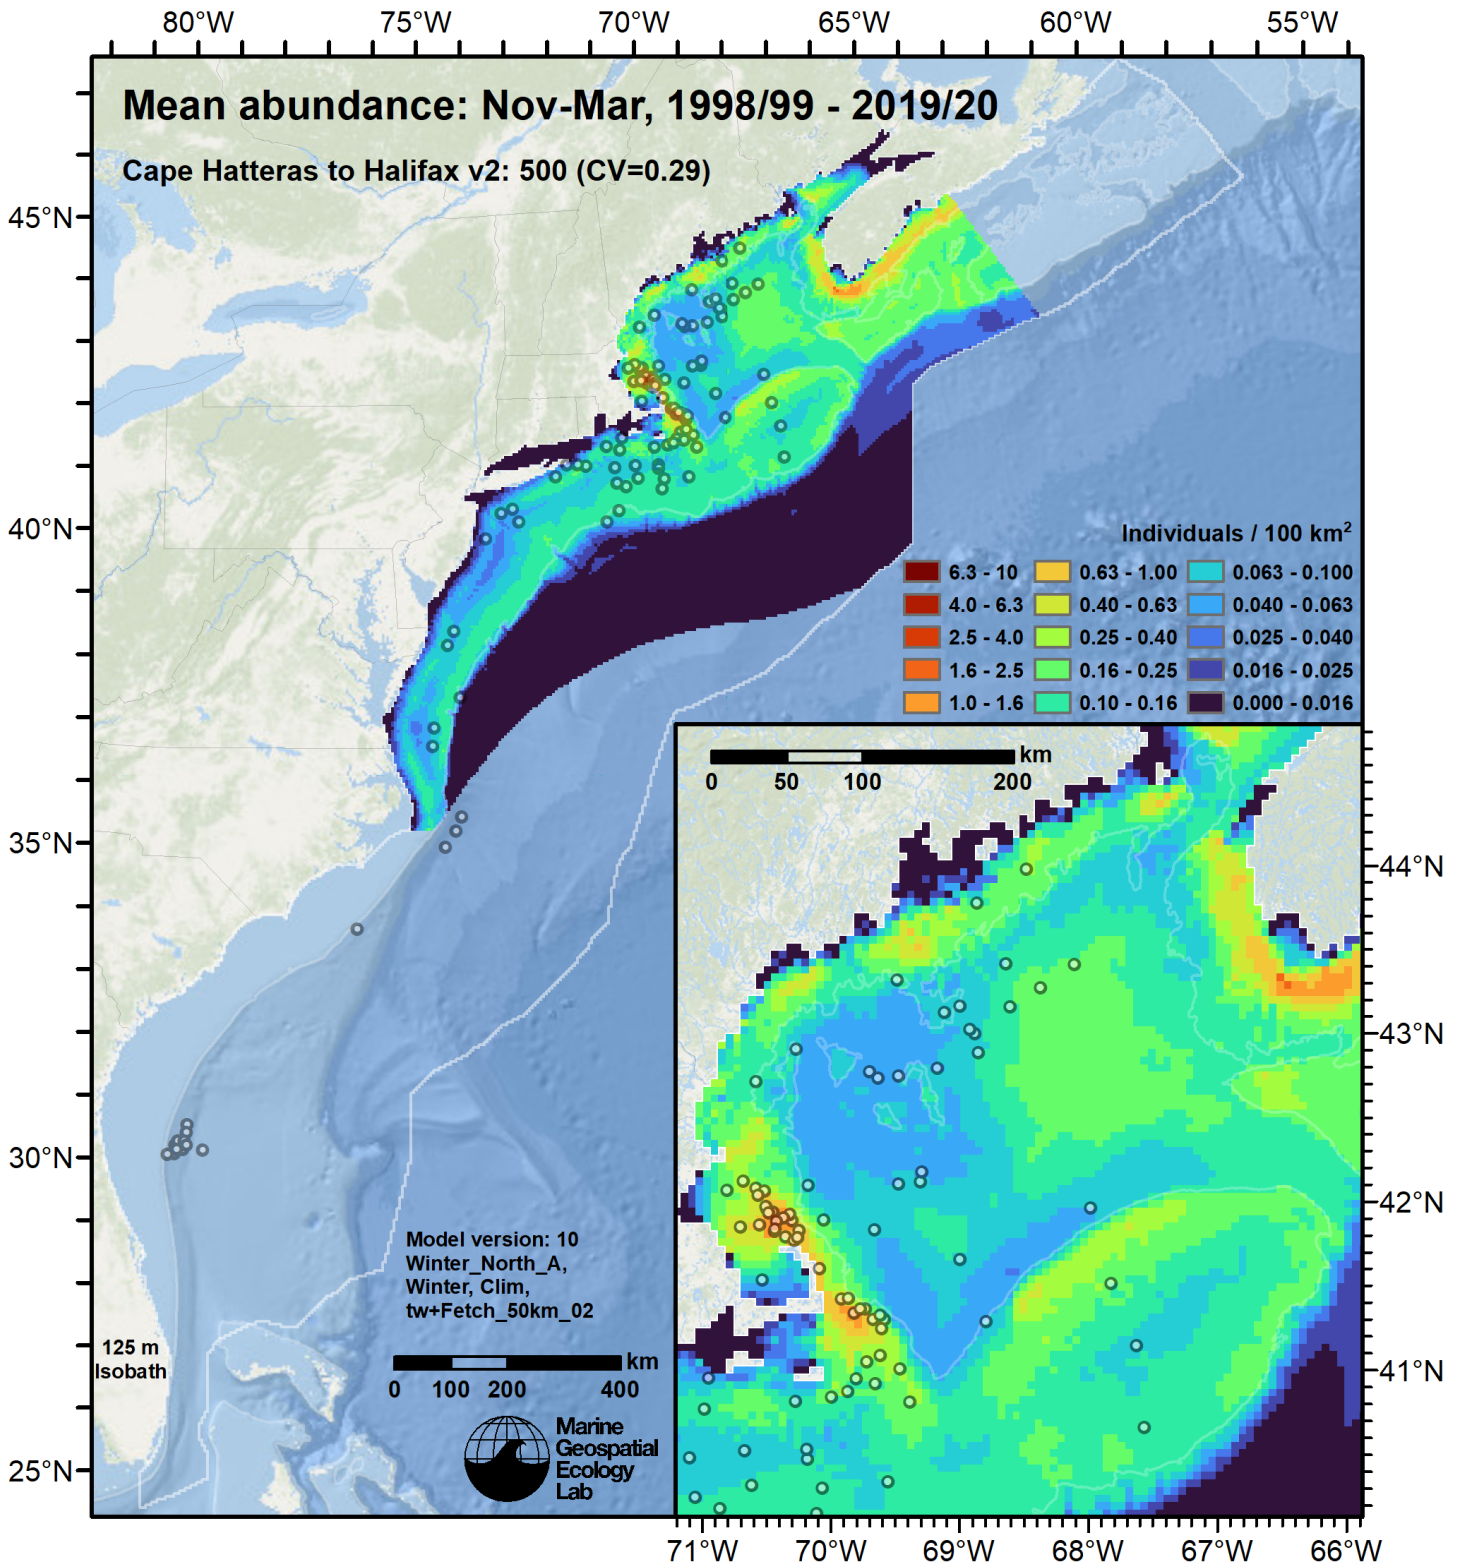 80°W 75°W 70°W 65°W 60°W 55°W
Mean abundance: Nov-Mar, 1998/99 - 2019/20
Cape Hatteras to Halifax v2: 500 (CV=0.29)
45°N
40°N
35°N
30°N
25°N
Individuals / 100 km²
6.3 - 10 0.63 - 1.00 0.063 - 0.100
4.0 - 6.3 0.40 - 0.63 0.040 - 0.063
2.5 - 4.0 0.25 - 0.40 0.025 - 0.040
1.6 - 2.5 0.16 - 0.25 0.016 - 0.025
1.0 - 1.6 0.10 - 0.16 0.000 - 0.016
km
0 50 100 200
44°N
43°N
42°N
41°N
Model version: 10
Winter_North_A,
Winter, Clim,
tw+Fetch_50km_02
125 m
Isobath
km
0 100 200 400
Marine
Geospatial
Ecology
Lab
71°W 70°W 69°W 68°W 67°W 66°W